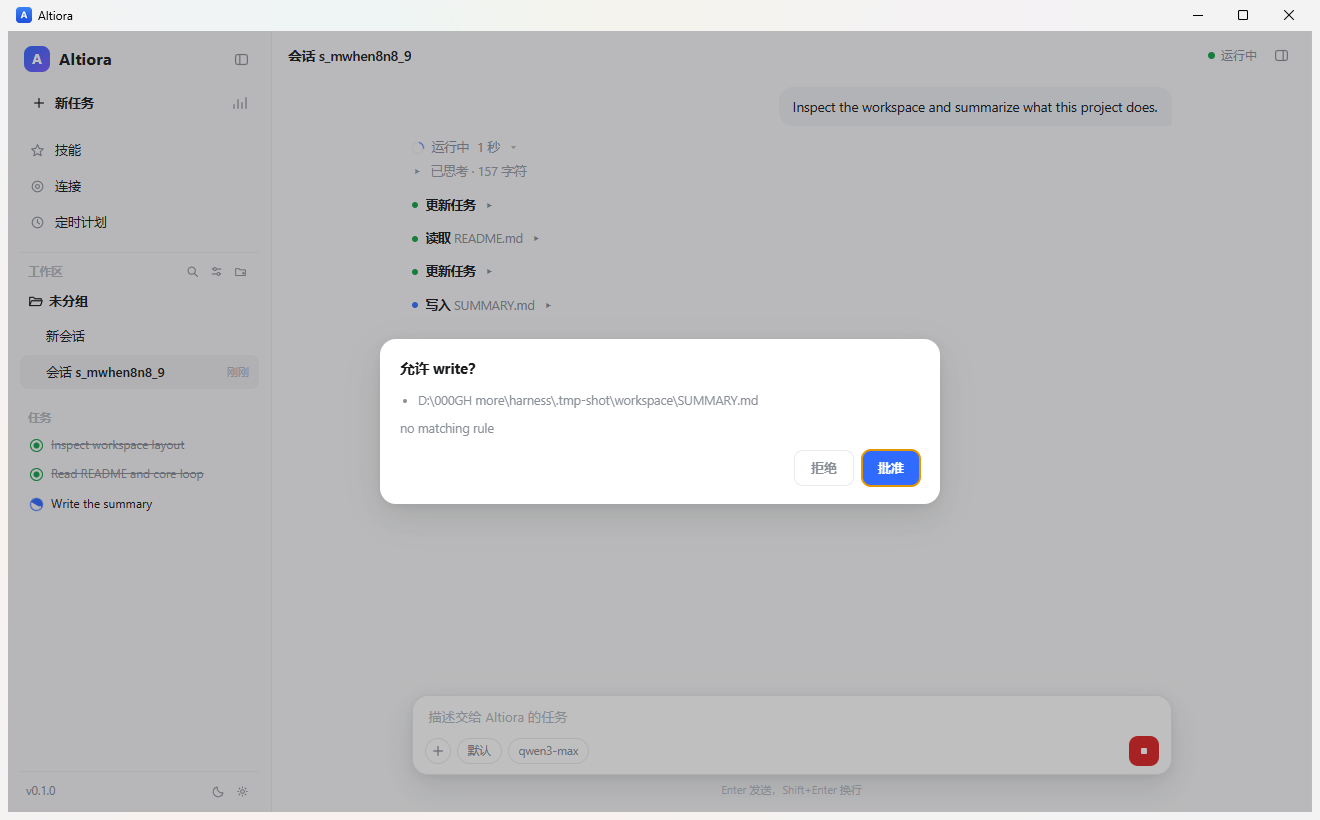 A Altiora
A Altiora
新任务
技能
连接
定时计划
工作区
未分组
新会话
会话 s_mwhen8n8_9 刚刚
任务
Inspect workspace layout
Read README and core loop
Write the summary
v0.1.0
会话 s_mwhen8n8_9
运行中
Inspect the workspace and summarize what this project does.
运行中 1 秒
已思考 · 157 字符
更新任务
读取 README.md
更新任务
写入 SUMMARY.md
允许 write?
• D:\000GH more\harness\.tmp-shot\workspace\SUMMARY.md
no matching rule
拒绝 批准
描述交给 Altiora 的任务
+ 默认 qwen3-max
Enter 发送，Shift+Enter 换行